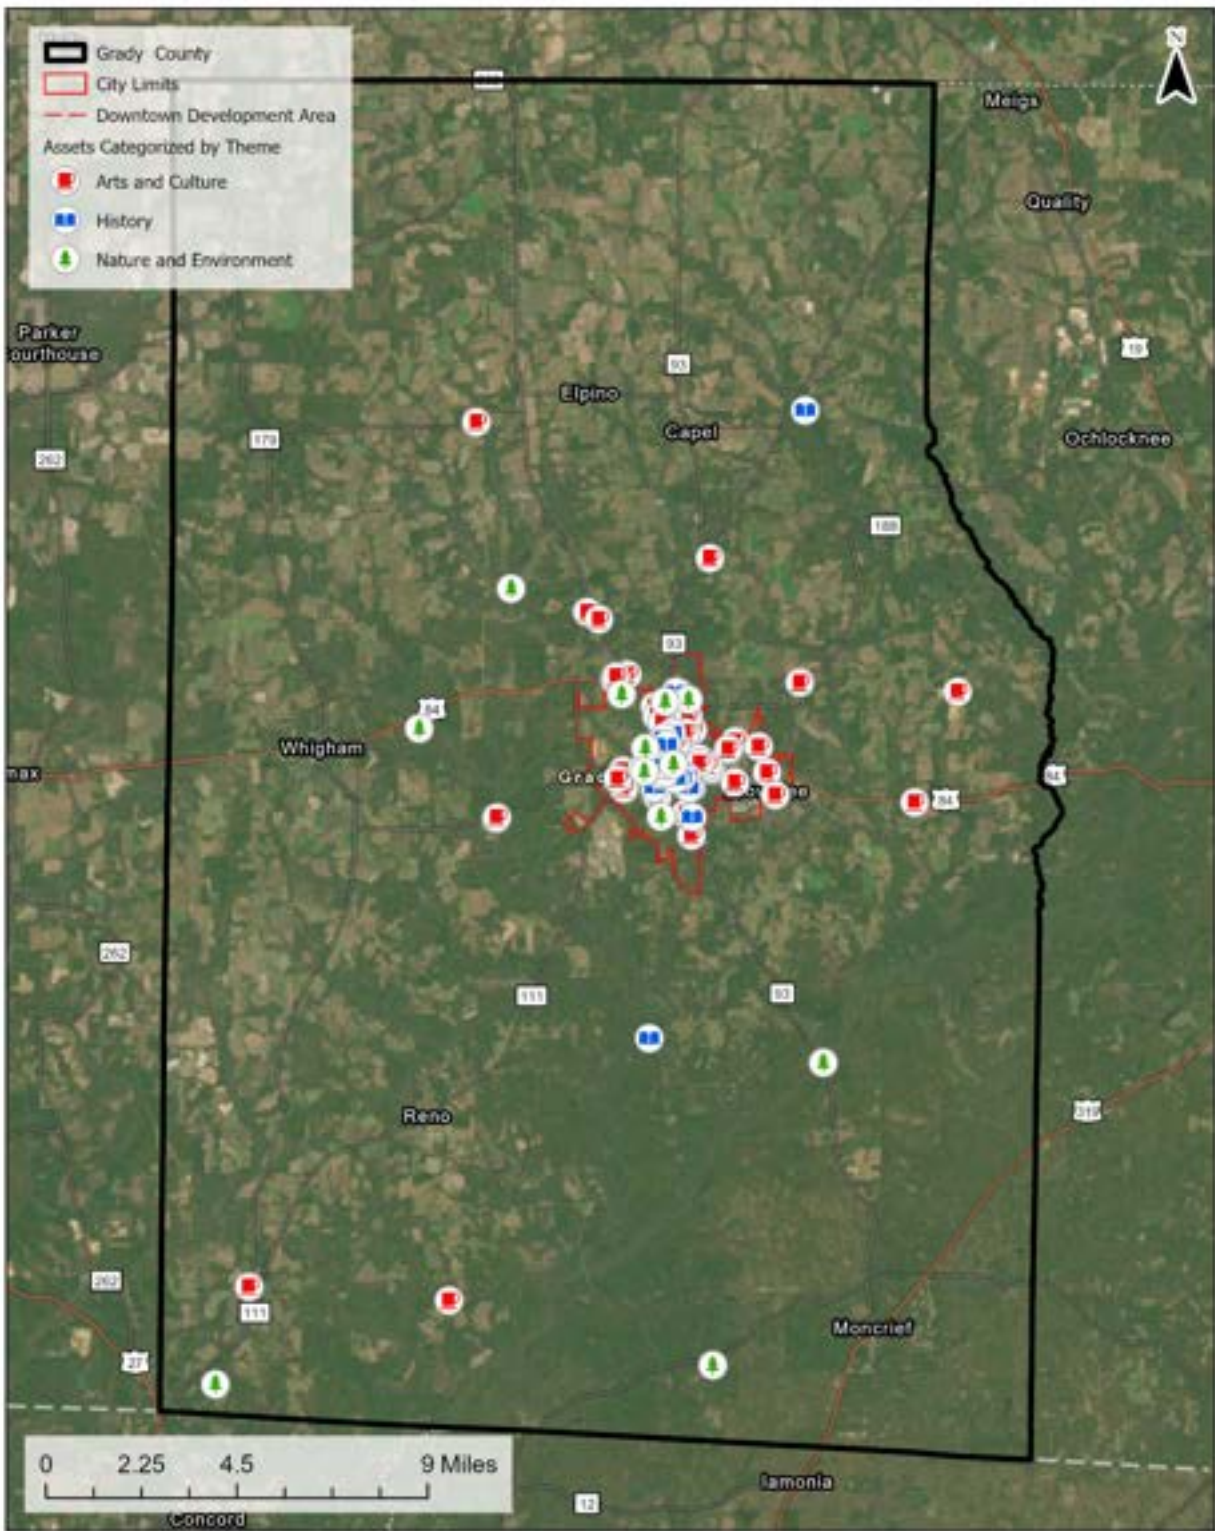 N
Grady County
City Limits
Downtown Development Area
Assets Categorized by Theme
Arts and Culture
History
Nature and Environment
Meigs
Quality
Parker
ourthouse
19
93
Elpino
Capel
179
262
Ochlocknee
188
93
84
Whigham
max
Grad
nee
84
84
262
111
93
Reno
319
262
111
Moncrief
27
0 2.25 4.5 9 Miles
Iamonia
12
Concord